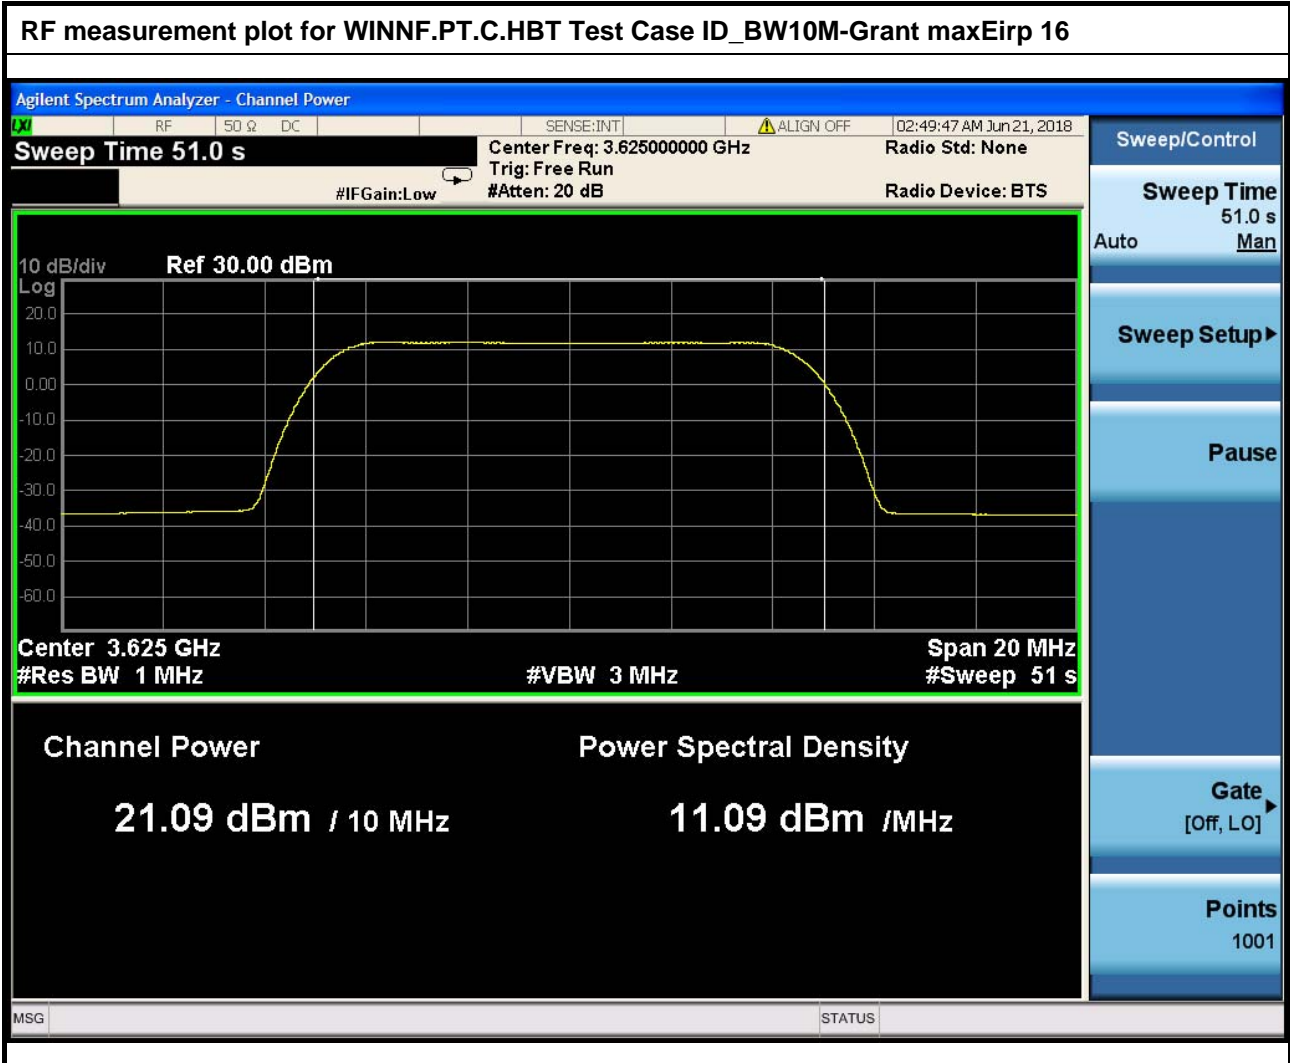 RF measurement plot for WINNF.PT.C.HBT Test Case ID_BW10M-Grant maxEirp 16
Agilent Spectrum Analyzer - Channel Power
LXI RF 50 Ω DC SENSE:INT ALIGN OFF 02:49:47 AM Jun 21, 2018
Sweep Time 51.0 s
#IFGain:Low
Center Freq: 3.625000000 GHz
Trig: Free Run
#Atten: 20 dB
Radio Std: None
Radio Device: BTS
10 dB/div Ref 30.00 dBm
Log
20.0
10.0
0.00
-10.0
-20.0
-30.0
-40.0
-50.0
-60.0
Center 3.625 GHz Span 20 MHz
#Res BW 1 MHz #VBW 3 MHz #Sweep 51 s
Channel Power Power Spectral Density
21.09 dBm / 10 MHz 11.09 dBm /MHz
Sweep/Control
Sweep Time
51.0 s
Auto Man
Sweep Setup
Pause
Gate
[Off, LO]
Points
1001
MSG STATUS